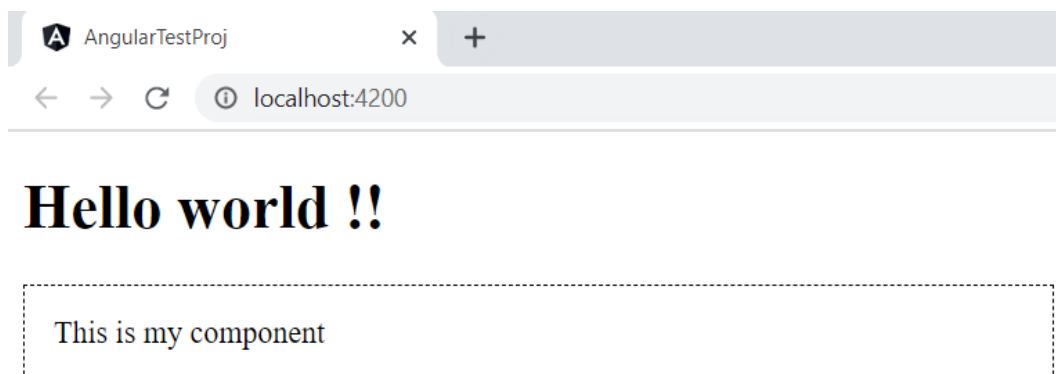 AngularTestProj
localhost:4200
Hello world !!
This is my component